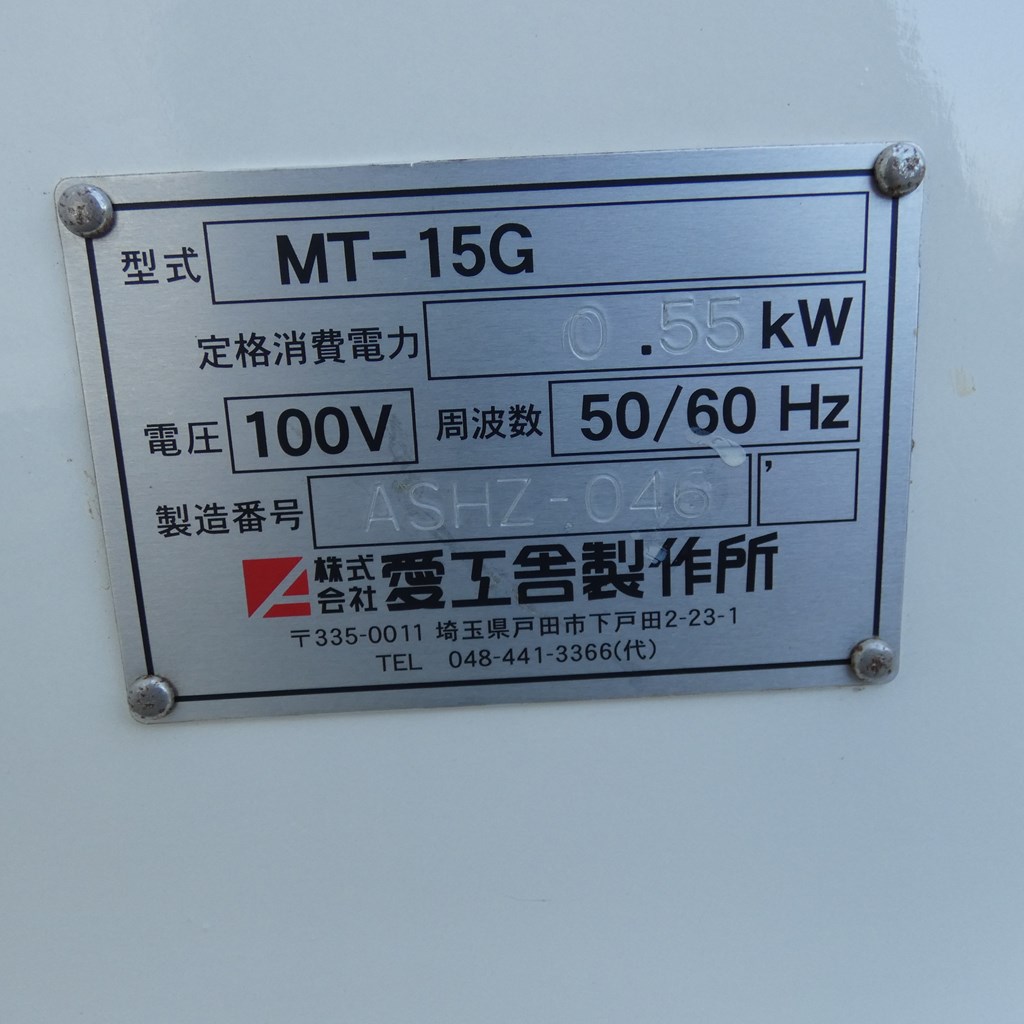 型式 MT-15G
定格消費電力 0.55 kW
電圧 100V 周波数 50/60 Hz
製造番号 ASHZ-046 '
株式会社 愛工舎製作所
〒335-0011 埼玉県戸田市下戸田2-23-1
TEL 048-441-3366(代)